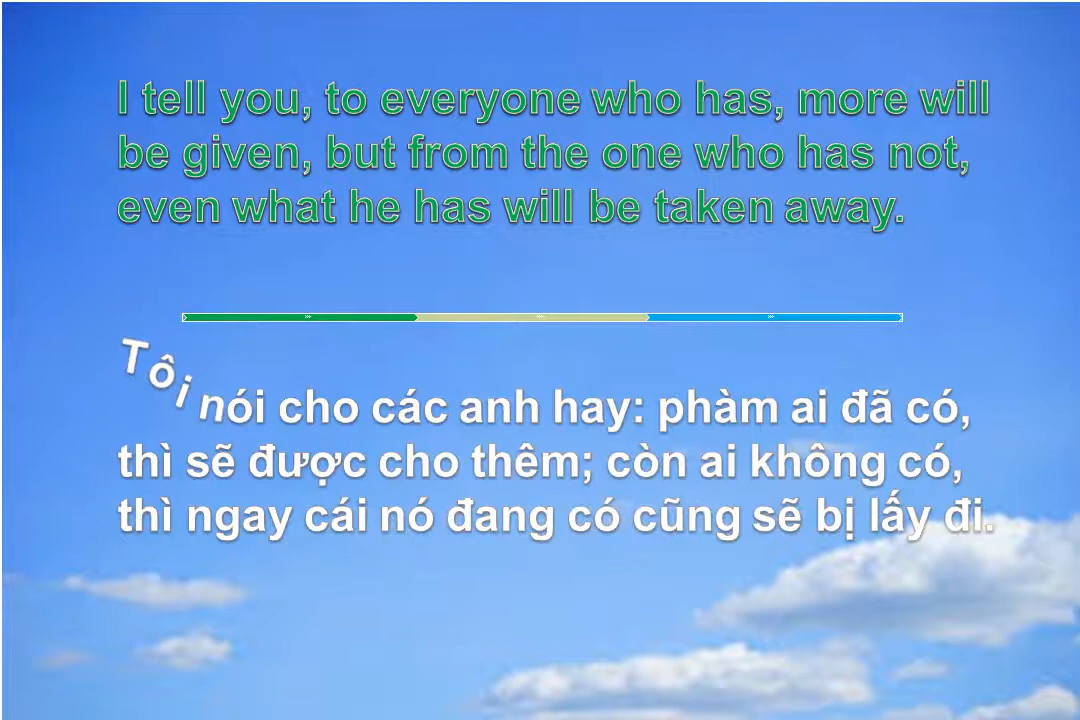 I tell you, to everyone who has, more will
be given, but from the one who has not,
even what he has will be taken away.
Tôi nói cho các anh hay: phàm ai đã có,
thì sẽ được cho thêm; còn ai không có,
thì ngay cái nó đang có cũng sẽ bị lấy đi.